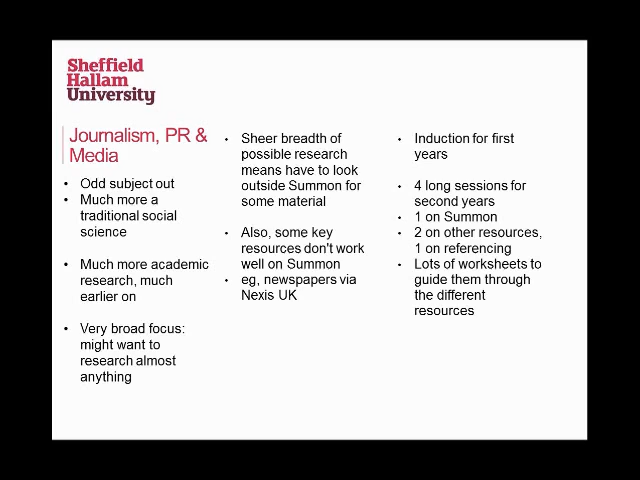 Sheffield
Hallam
University
Journalism, PR &
Media
• Odd subject out
• Much more a
traditional social
science
• Much more academic
research, much
earlier on
• Very broad focus:
might want to
research almost
anything
• Sheer breadth of
possible research
means have to look
outside Summon for
some material
• Also, some key
resources don't work
well on Summon
• eg, newspapers via
Nexis UK
• Induction for first
years
• 4 long sessions for
second years
• 1 on Summon
• 2 on other resources,
1 on referencing
• Lots of worksheets to
guide them through
the different
resources